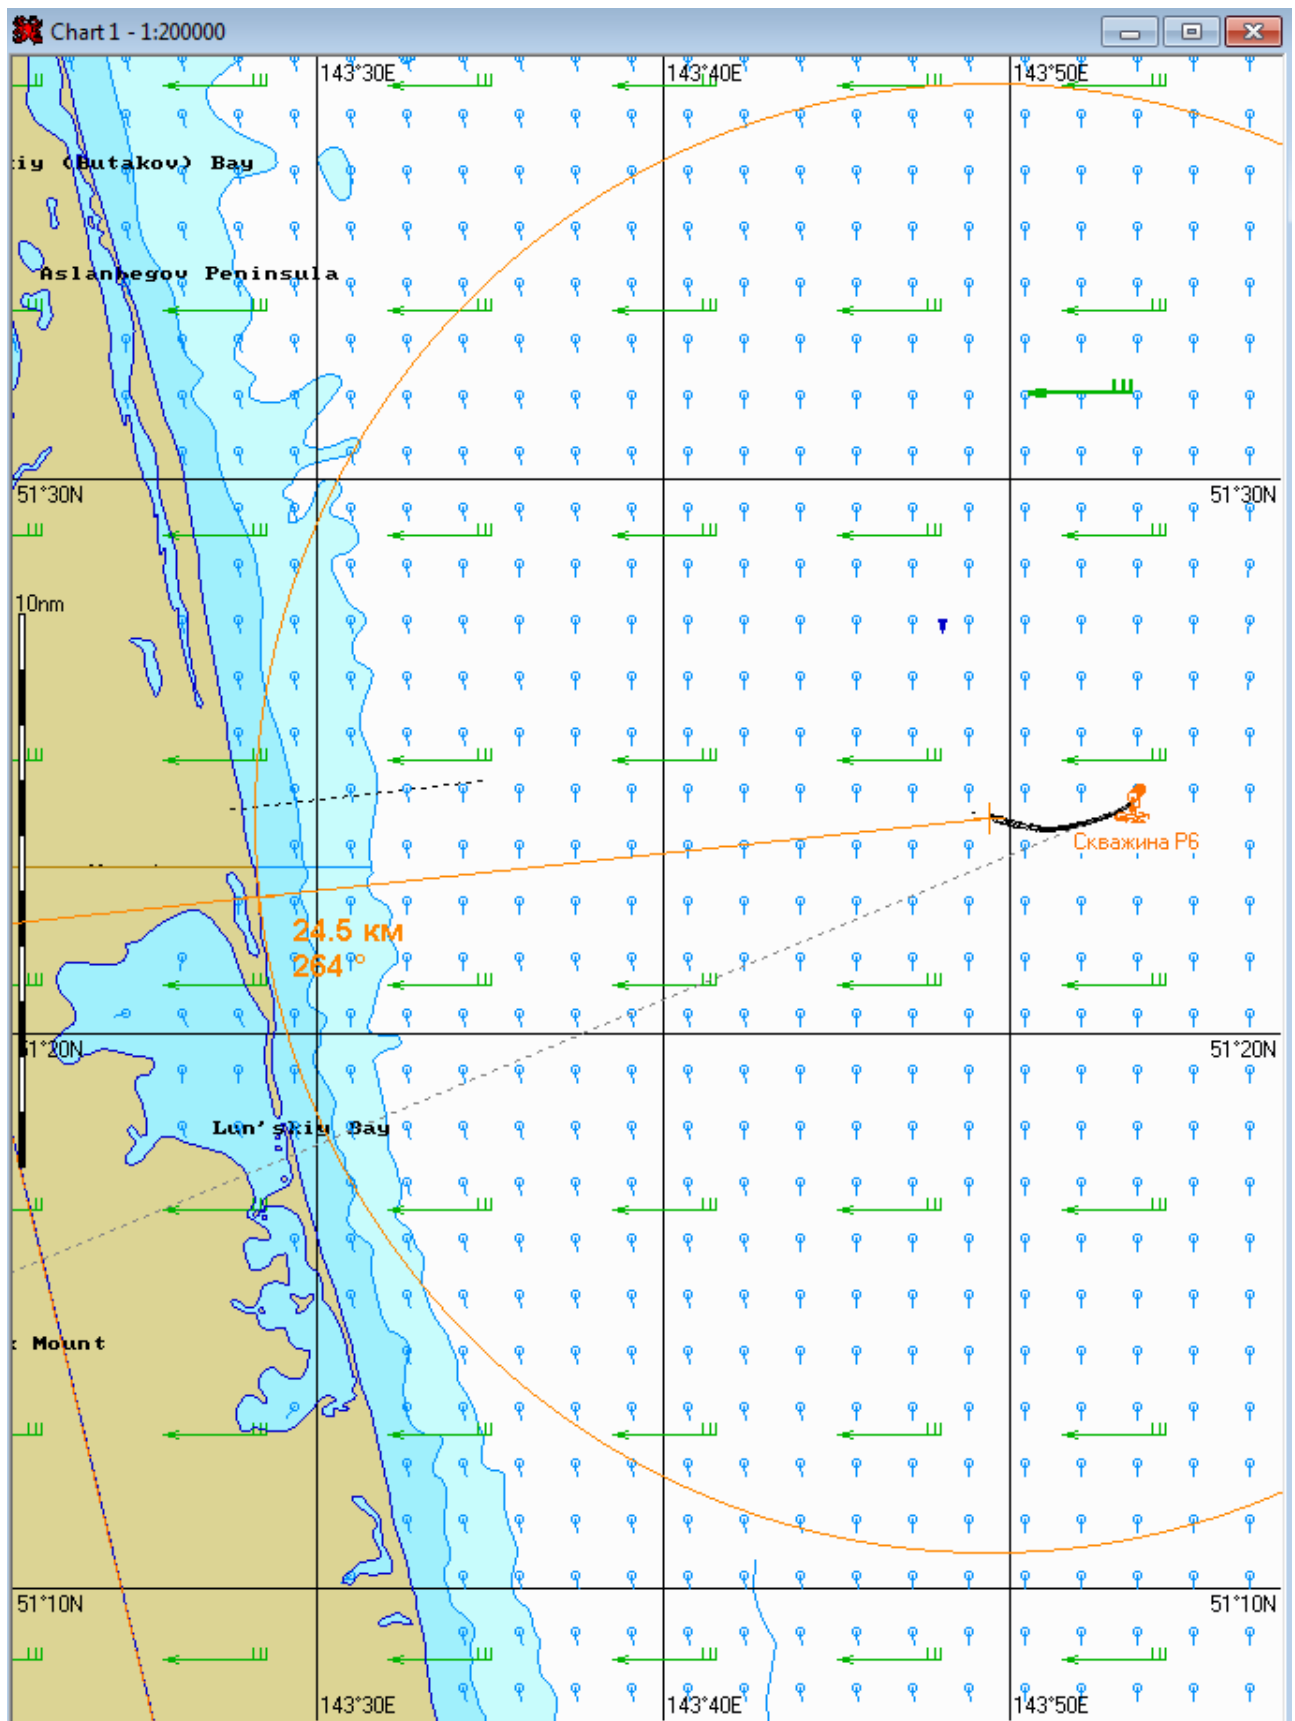 Chart 1 - 1:200000
143°30E
143°40E
143°50E
kiy (Butakov) Bay
Aslanbegov Peninsula
51°30N
51°30N
10nm
Скважина P6
24.5 км
264°
51°20N
51°20N
Lun'skiy Bay
k Mount
51°10N
51°10N
143°30E
143°40E
143°50E